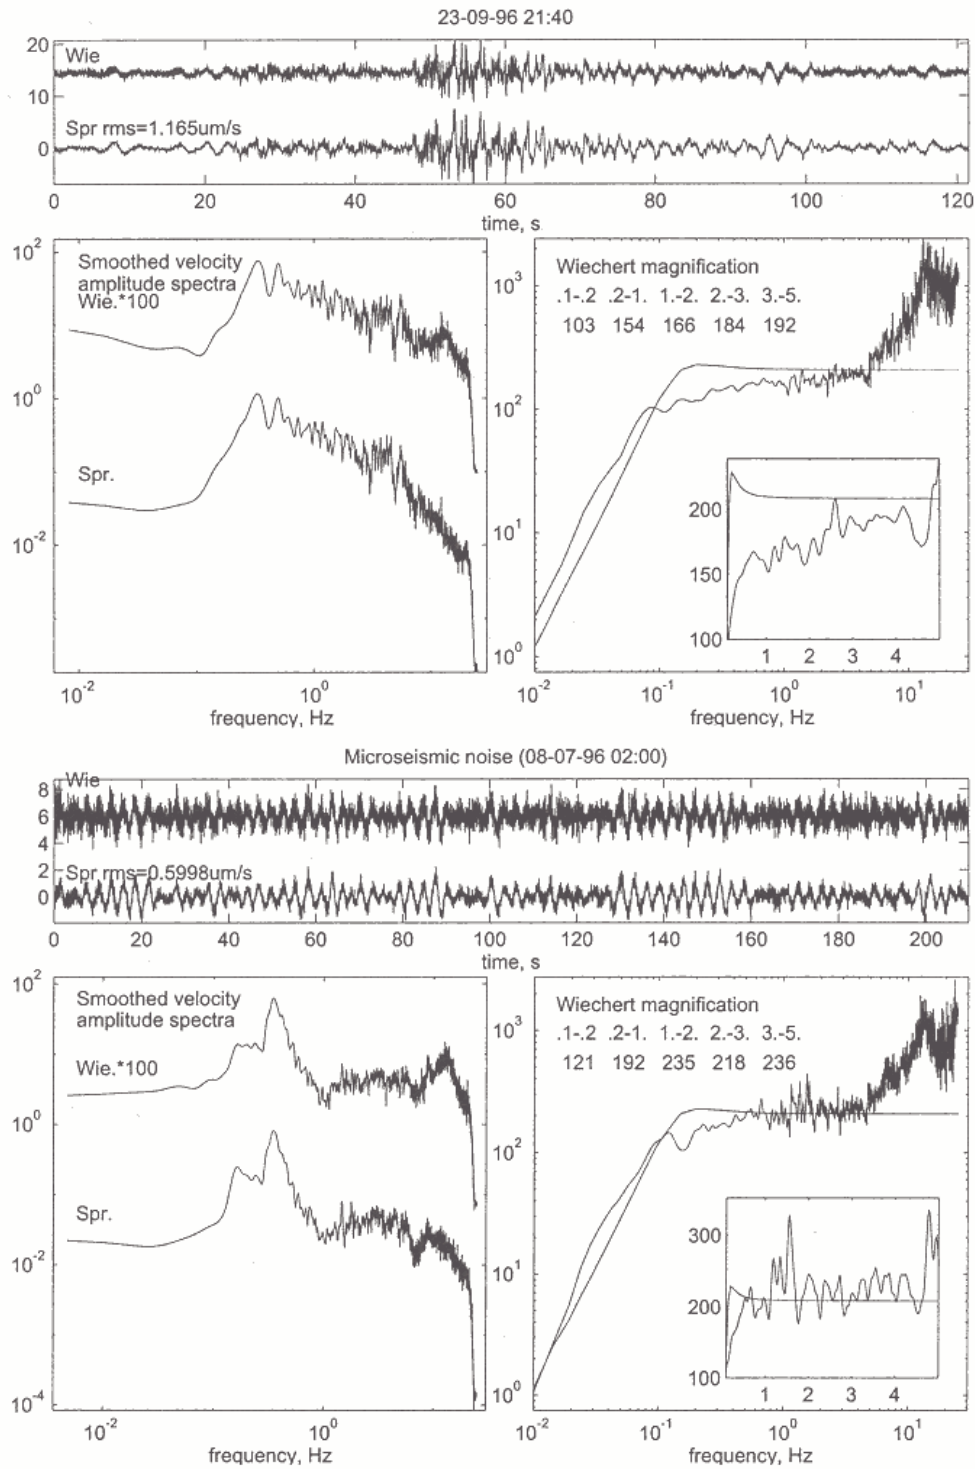 23-09-96 21:40
20
Wie
10
Spr rms=1.165um/s
0
0 20 40 60 80 100 120
time, s
10^2
Smoothed velocity
amplitude spectra
Wie.*100
10^0
Spr.
10^-2
10^-2 10^0
frequency, Hz
10^3
Wiechert magnification
.1-.2 .2-1. 1.-2. 2.-3. 3.-5.
103 154 166 184 192
10^2
10^1
10^0
200
150
100
1 2 3 4
10^-2 10^-1 10^0 10^1
frequency, Hz
Microseismic noise (08-07-96 02:00)
Wie
8
6
4
2
Spr rms=0.5998um/s
0
0 20 40 60 80 100 120 140 160 180 200
time, s
10^2
Smoothed velocity
amplitude spectra
Wie.*100
10^0
Spr.
10^-2
10^-4
10^-2 10^0
frequency, Hz
10^3
Wiechert magnification
.1-.2 .2-1. 1.-2. 2.-3. 3.-5.
121 192 235 218 236
10^2
10^1
10^0
300
200
100
1 2 3 4
10^-2 10^-1 10^0 10^1
frequency, Hz